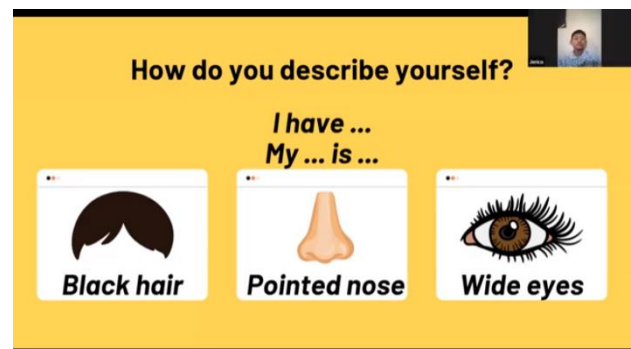 How do you describe yourself?
I have ...
My ... is ...
Black hair
Pointed nose
Wide eyes